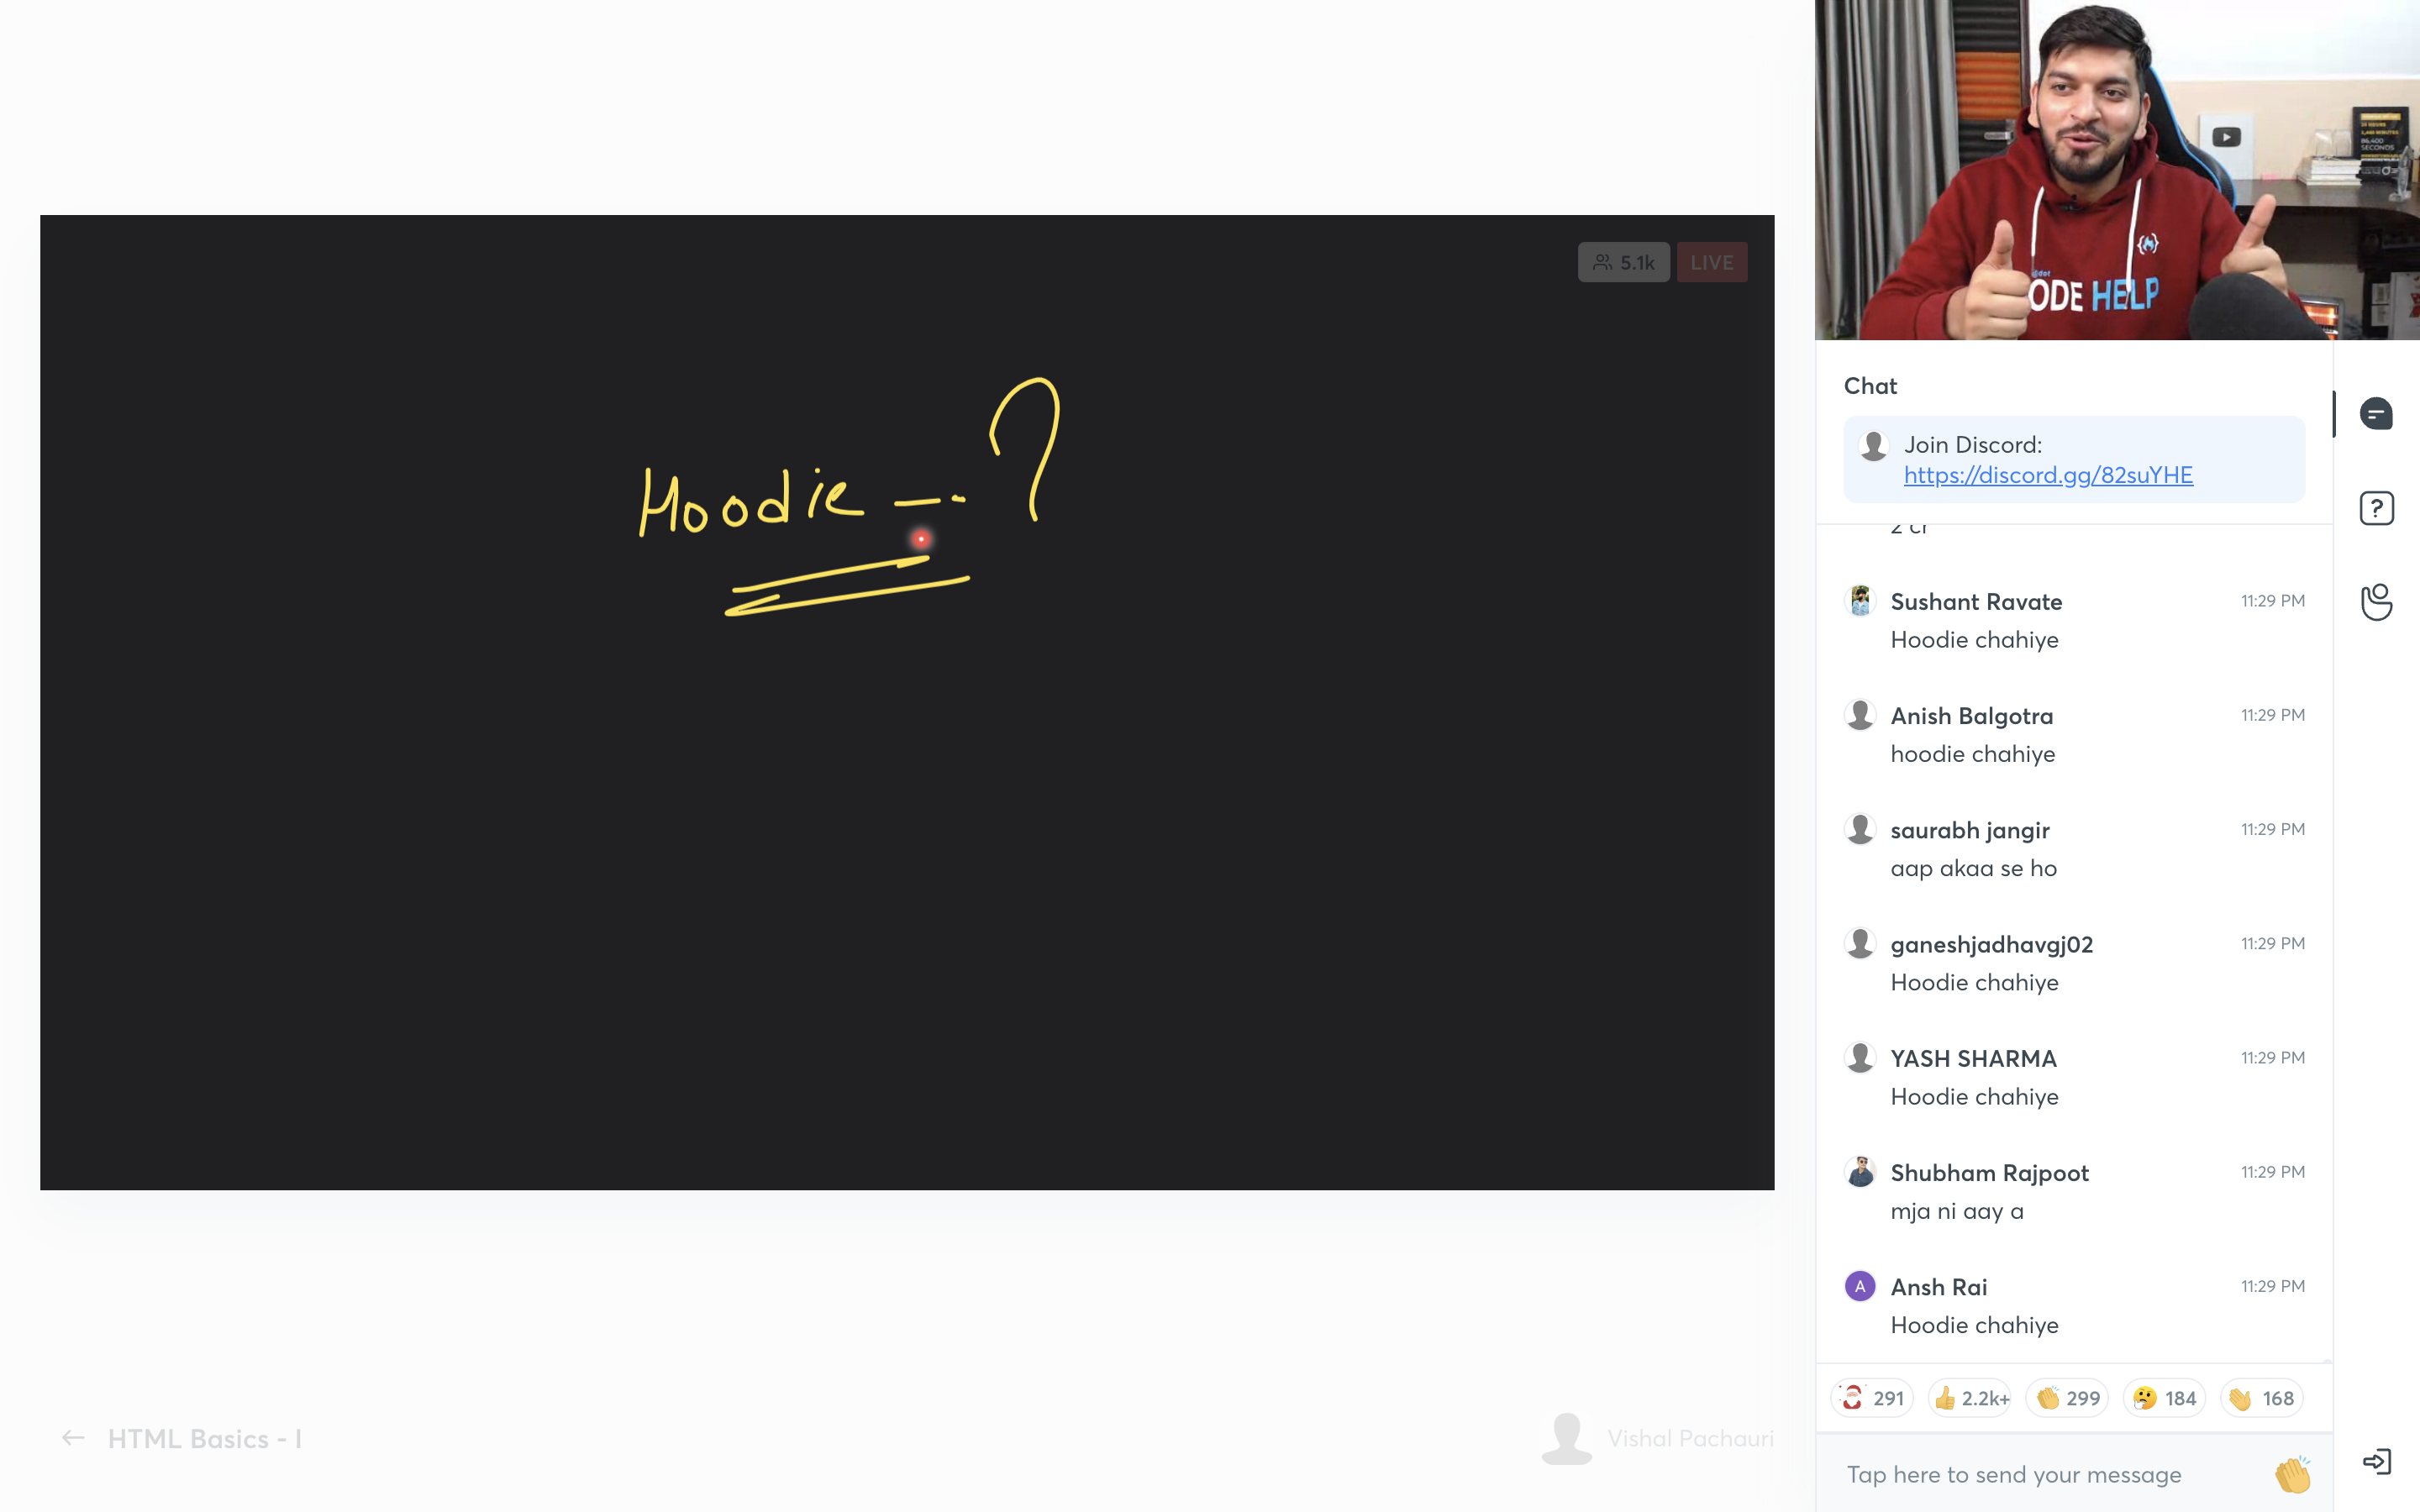 5.1k LIVE
Hoodie --- ?
HTML Basics - I
Vishal Pachauri
ODE HELP
86,400
SECONDS
Chat
Join Discord:
https://discord.gg/82suYHE
2 cr
Sushant Ravate 11:29 PM
Hoodie chahiye
Anish Balgotra 11:29 PM
hoodie chahiye
saurabh jangir 11:29 PM
aap akaa se ho
ganeshjadhavgj02 11:29 PM
Hoodie chahiye
YASH SHARMA 11:29 PM
Hoodie chahiye
Shubham Rajpoot 11:29 PM
mja ni aay a
A Ansh Rai 11:29 PM
Hoodie chahiye
291 2.2k+ 299 184 168
Tap here to send your message